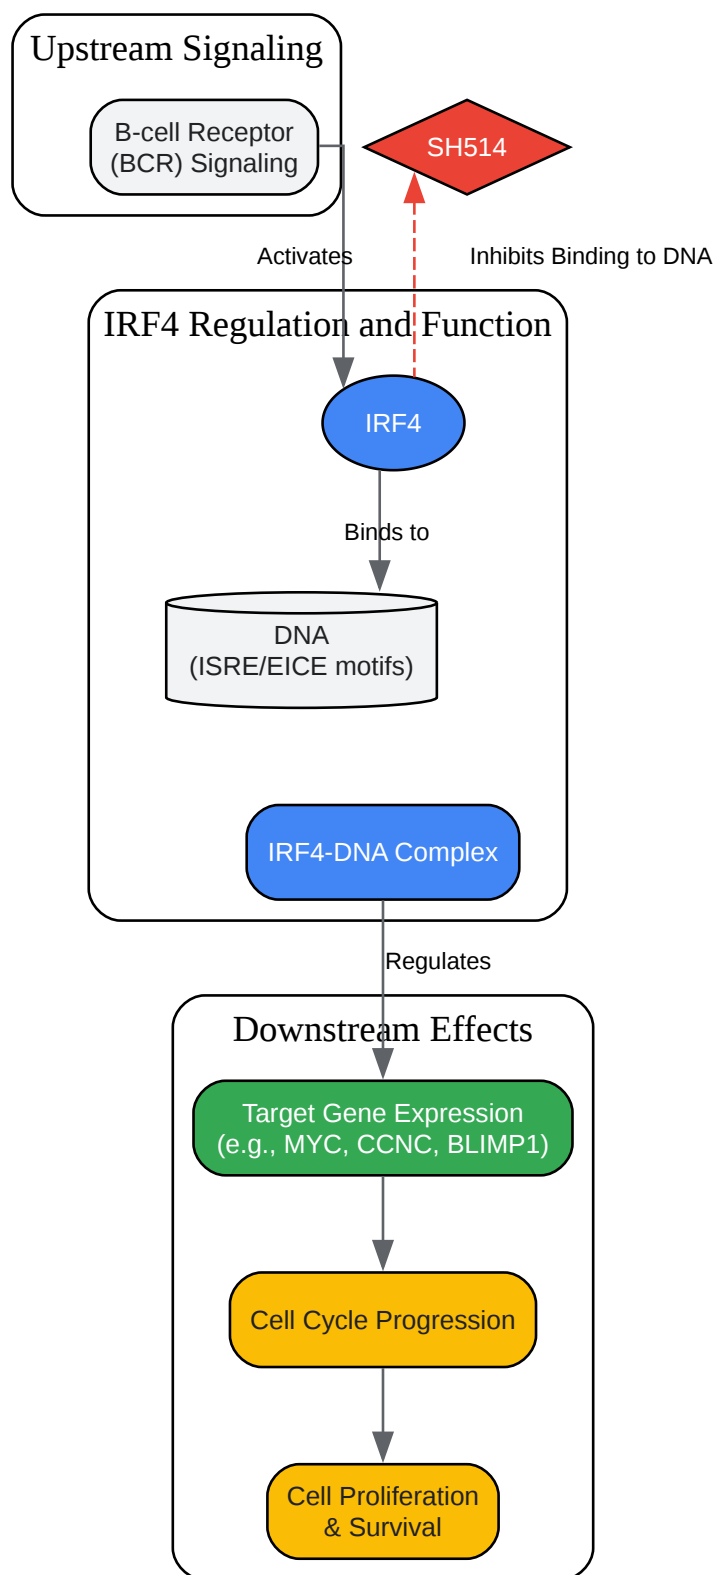 Upstream Signaling
B-cell Receptor
(BCR) Signaling
SH514
Activates
Inhibits Binding to DNA
IRF4 Regulation and Function
IRF4
Binds to
DNA
(ISRE/EICE motifs)
IRF4-DNA Complex
Regulates
Downstream Effects
Target Gene Expression
(e.g., MYC, CCNC, BLIMP1)
Cell Cycle Progression
Cell Proliferation
& Survival